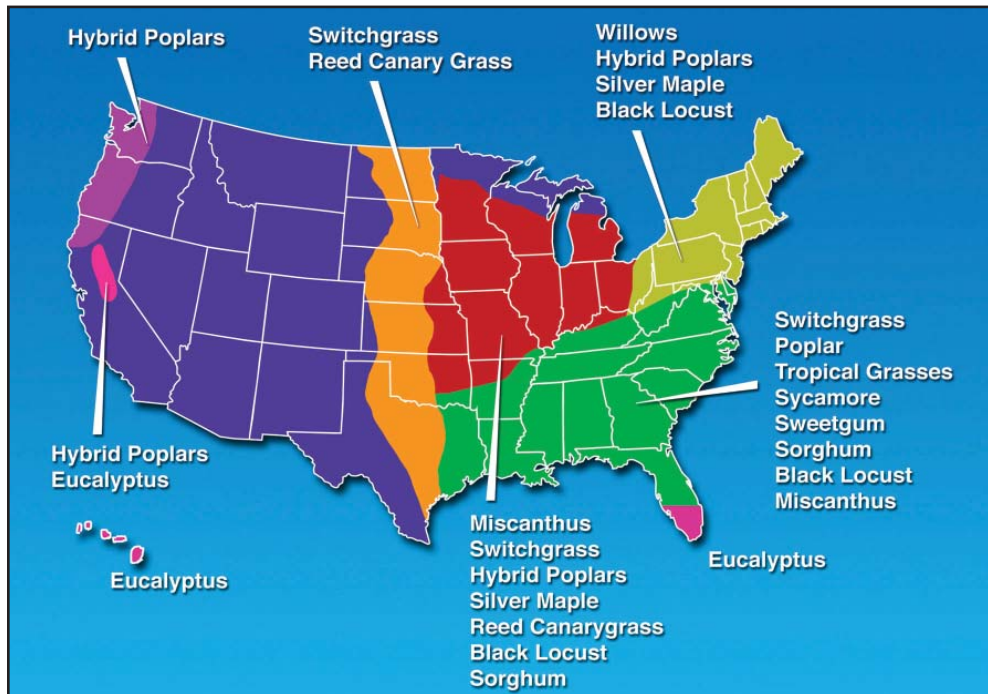 Hybrid Poplars
Switchgrass
Reed Canary Grass
Willows
Hybrid Poplars
Silver Maple
Black Locust
Hybrid Poplars
Eucalyptus
Eucalyptus
Miscanthus
Switchgrass
Hybrid Poplars
Silver Maple
Reed Canarygrass
Black Locust
Sorghum
Switchgrass
Poplar
Tropical Grasses
Sycamore
Sweetgum
Sorghum
Black Locust
Miscanthus
Eucalyptus